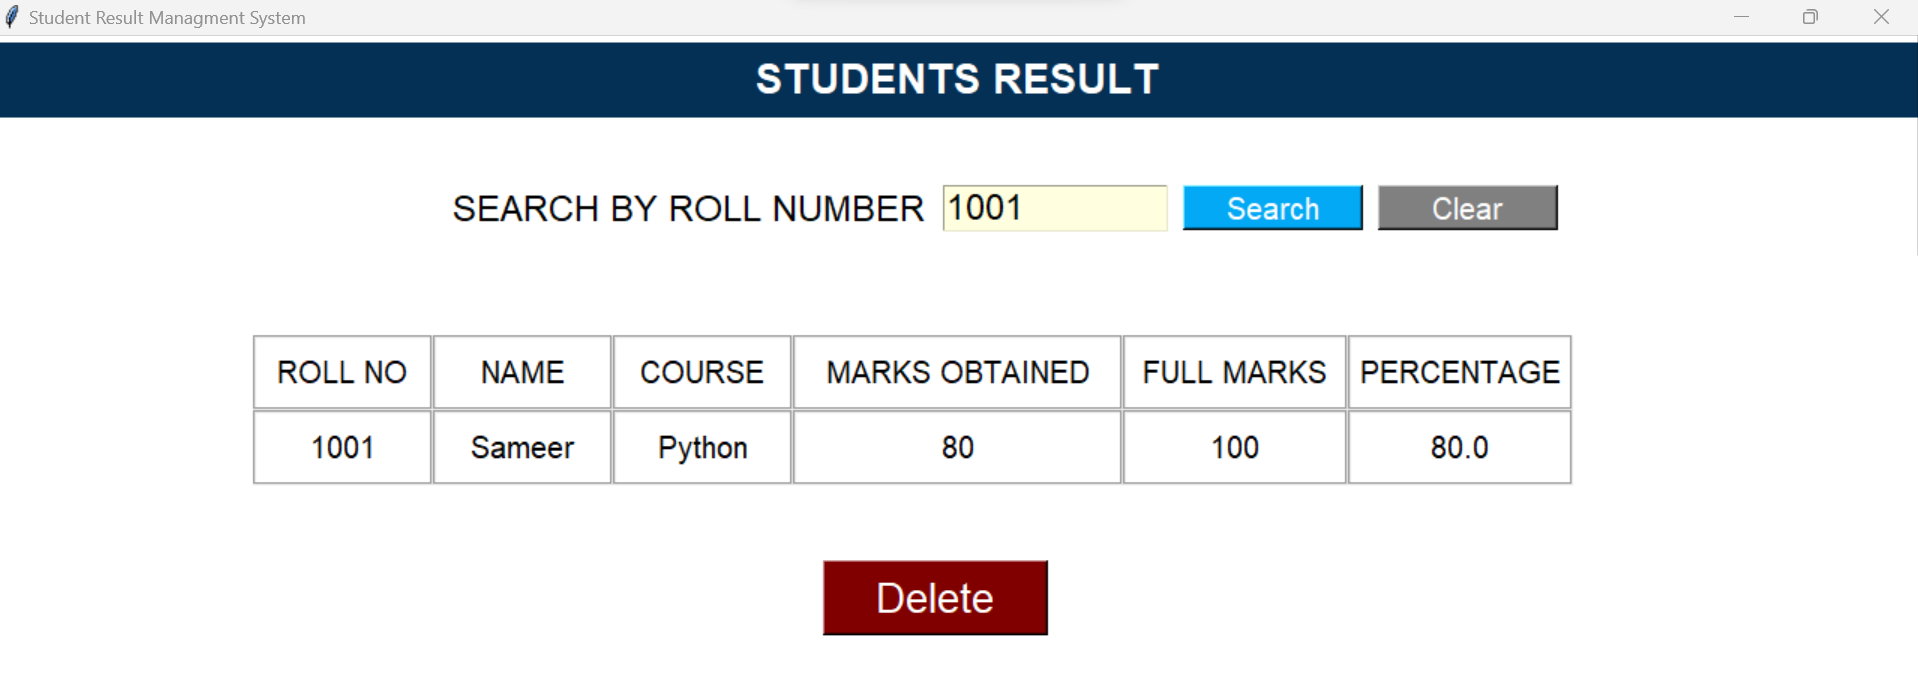 Student Result Managment System
STUDENTS RESULT
SEARCH BY ROLL NUMBER 1001 Search Clear
ROLL NO NAME COURSE MARKS OBTAINED FULL MARKS PERCENTAGE
1001 Sameer Python 80 100 80.0
Delete